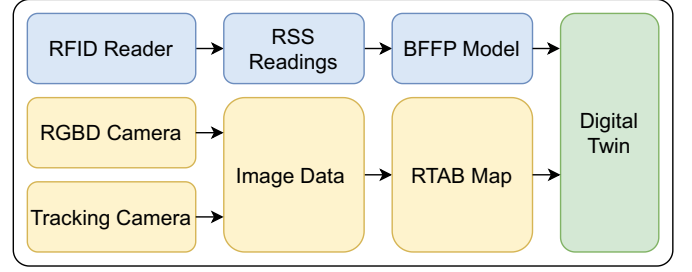 RFID Reader
RSS
Readings
BFFP Model
RGBD Camera
Tracking Camera
Image Data
RTAB Map
Digital
Twin